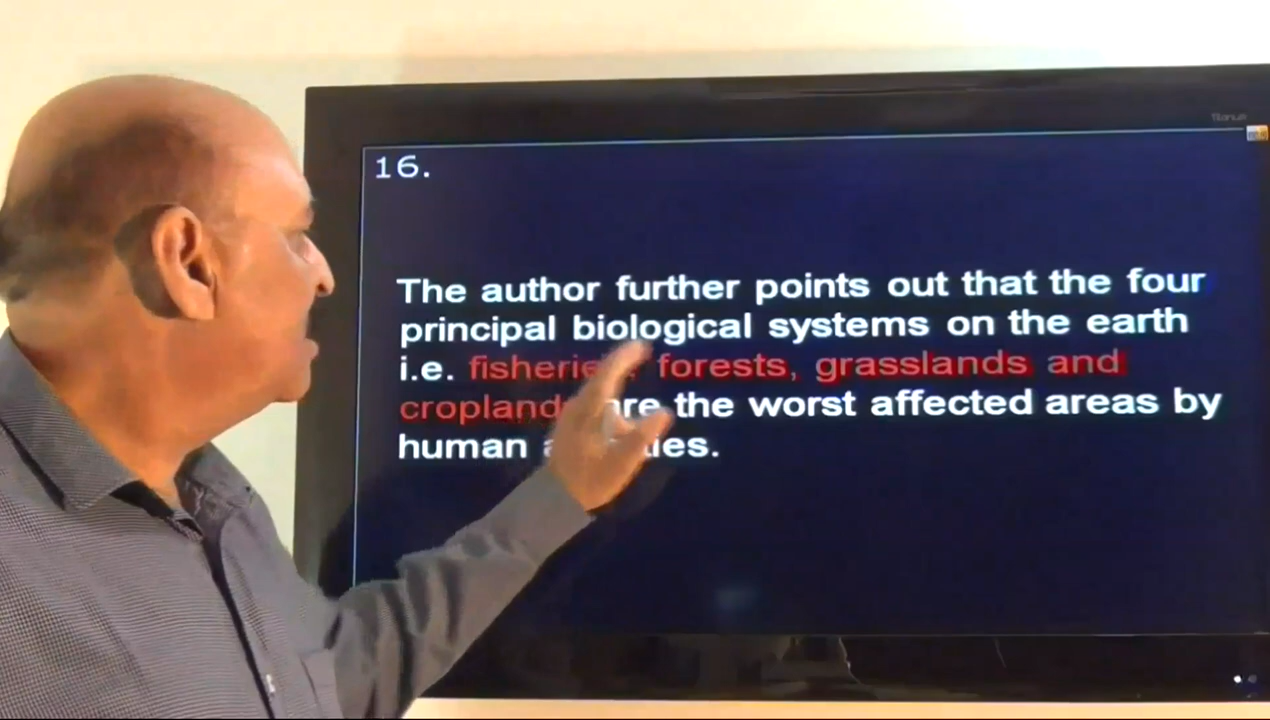 16.
The author further points out that the four
principal biological systems on the earth
i.e. forests, grasslands and
are the worst affected areas by
human